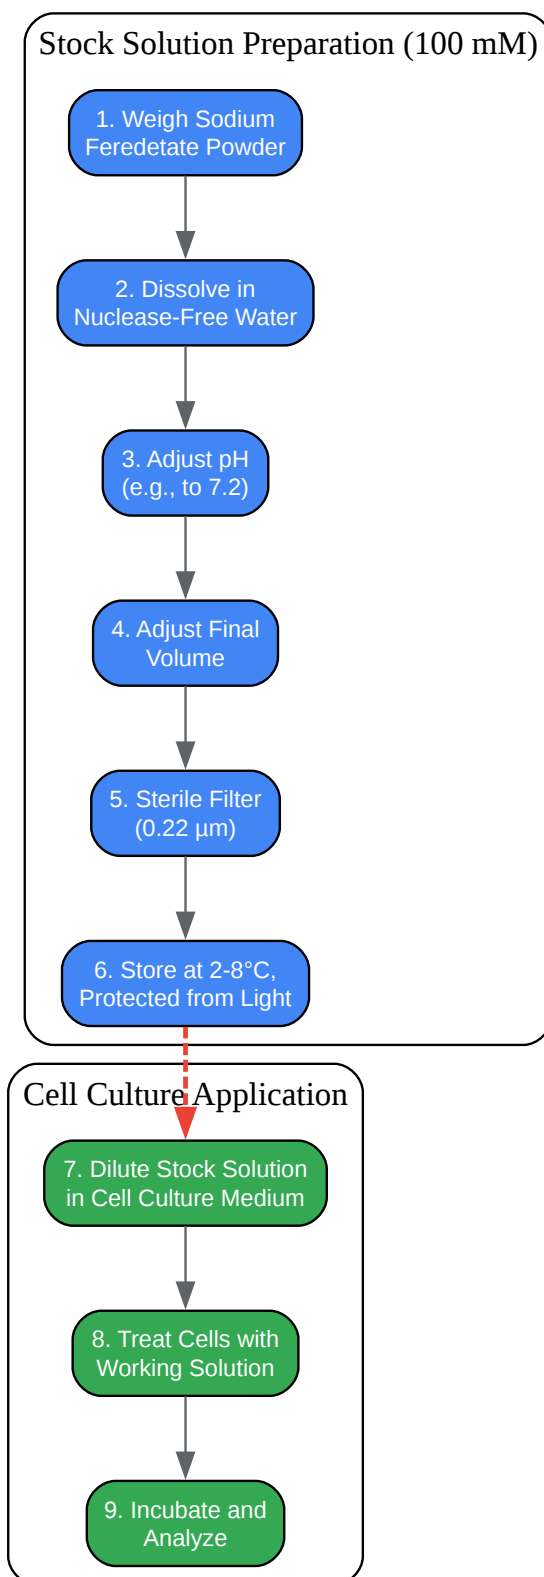 Stock Solution Preparation (100 mM)
1. Weigh Sodium
Feredetate Powder
2. Dissolve in
Nuclease-Free Water
3. Adjust pH
(e.g., to 7.2)
4. Adjust Final
Volume
5. Sterile Filter
(0.22 µm)
6. Store at 2-8°C,
Protected from Light
Cell Culture Application
7. Dilute Stock Solution
in Cell Culture Medium
8. Treat Cells with
Working Solution
9. Incubate and
Analyze